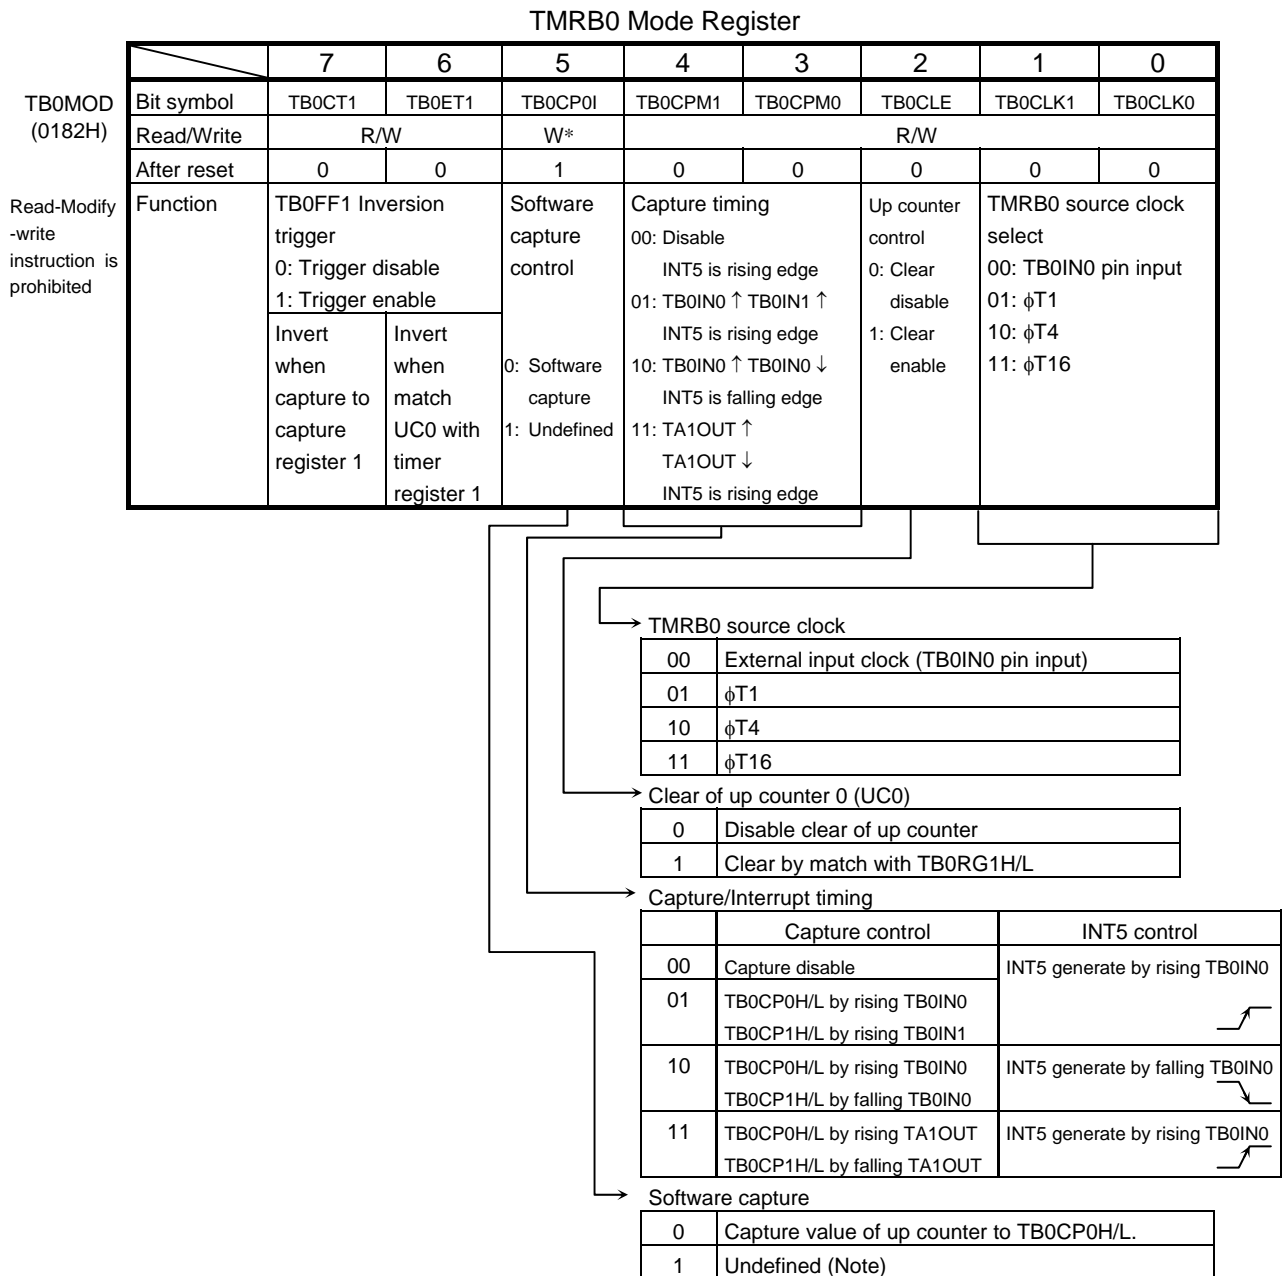 TMRB0 Mode Register
7 6 5 4 3 2 1 0
TB0MOD
(0182H)
Bit symbol TB0CT1 TB0ET1 TB0CP0I TB0CPM1 TB0CPM0 TB0CLE TB0CLK1 TB0CLK0
Read/Write R/W W* R/W
After reset 0 0 1 0 0 0 0 0
Read-Modify
-write
instruction is
prohibited
Function
TB0FF1 Inversion
trigger
0: Trigger disable
1: Trigger enable
Invert
when
capture to
capture
register 1
Invert
when
match
UC0 with
timer
register 1
Software
capture
control
0: Software
capture
1: Undefined
Capture timing
00: Disable
INT5 is rising edge
01: TB0IN0 ↑ TB0IN1 ↑
INT5 is rising edge
10: TB0IN0 ↑ TB0IN0 ↓
INT5 is falling edge
11: TA1OUT ↑
TA1OUT ↓
INT5 is rising edge
Up counter
control
0: Clear
disable
1: Clear
enable
TMRB0 source clock
select
00: TB0IN0 pin input
01: ϕT1
10: ϕT4
11: ϕT16
TMRB0 source clock
00 External input clock (TB0IN0 pin input)
01 ϕT1
10 ϕT4
11 ϕT16
Clear of up counter 0 (UC0)
0 Disable clear of up counter
1 Clear by match with TB0RG1H/L
Capture/Interrupt timing
Capture control INT5 control
00 Capture disable INT5 generate by rising TB0IN0
01 TB0CP0H/L by rising TB0IN0
TB0CP1H/L by rising TB0IN1
10 TB0CP0H/L by rising TB0IN0 INT5 generate by falling TB0IN0
TB0CP1H/L by falling TB0IN0
11 TB0CP0H/L by rising TA1OUT INT5 generate by rising TB0IN0
TB0CP1H/L by falling TA1OUT
Software capture
0 Capture value of up counter to TB0CP0H/L.
1 Undefined (Note)